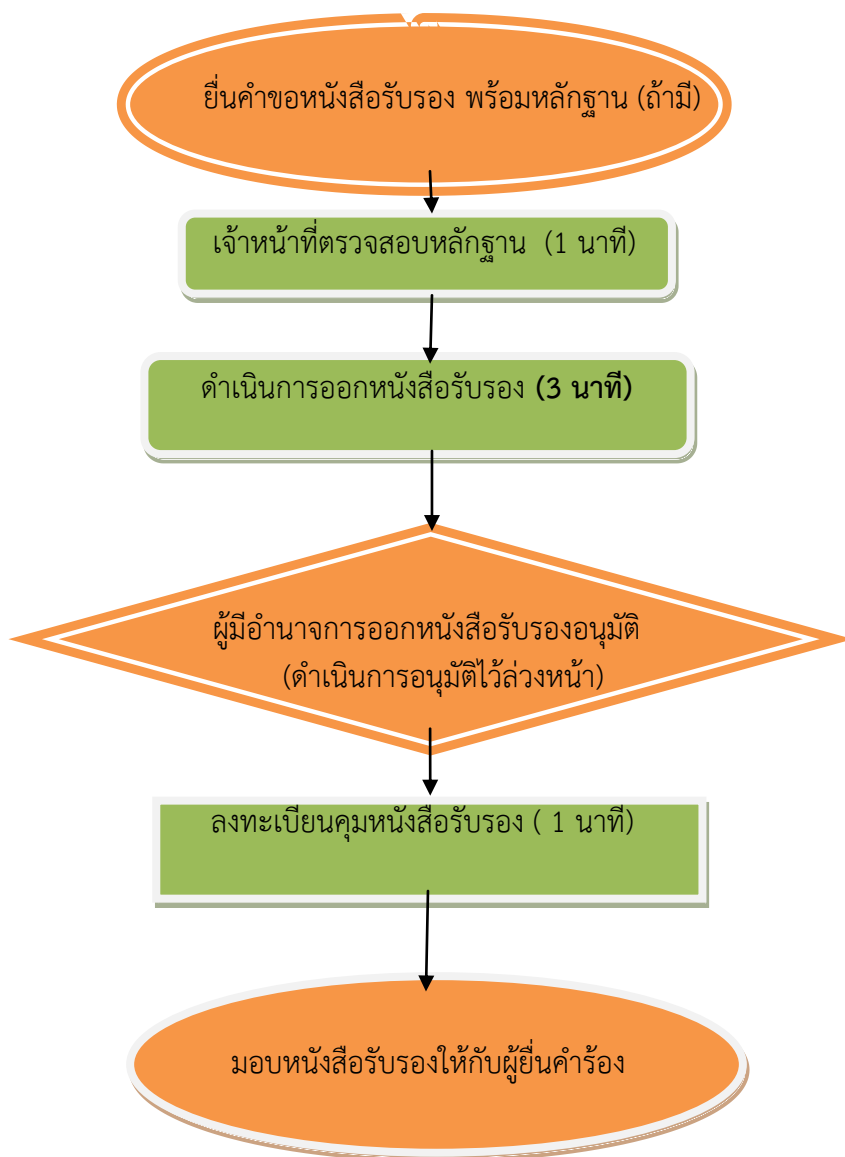 ยื่นคำขอหนังสือรับรอง พร้อมหลักฐาน (ถ้ามี)
เจ้าหน้าที่ตรวจสอบหลักฐาน (1 นาที)
ดำเนินการออกหนังสือรับรอง (3 นาที)
ผู้มีอำนาจการออกหนังสือรับรองอนุมัติ
(ดำเนินการอนุมัติไว้ล่วงหน้า)
ลงทะเบียนคุมหนังสือรับรอง ( 1 นาที)
มอบหนังสือรับรองให้กับผู้ยื่นคำร้อง